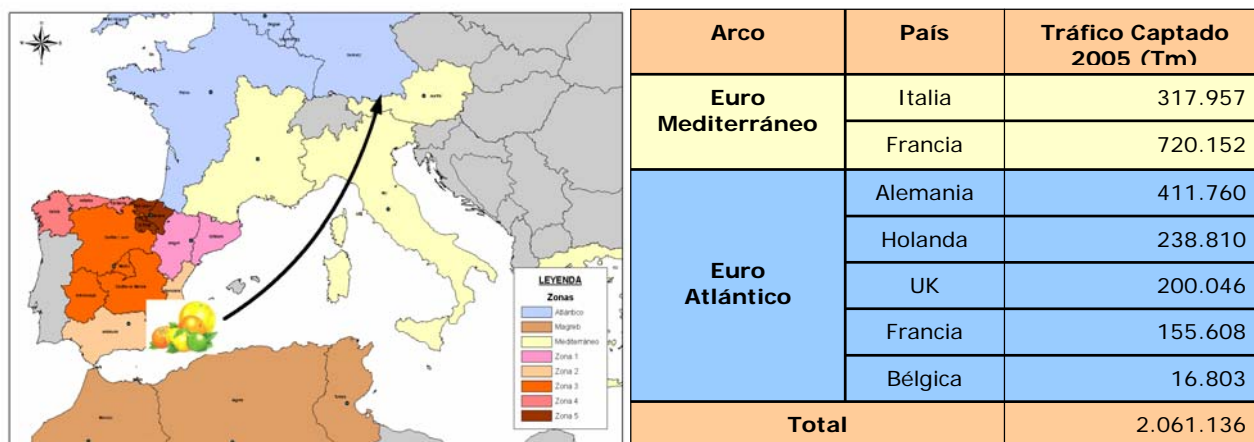 LEYENDA
Zonas
Atlántico
Magreb
Mediterráneo
Zona 1
Zona 2
Zona 3
Zona 4
Zona 5
Arco País Tráfico Captado
2005 (Tm)
Euro
Mediterráneo
Italia 317.957
Francia 720.152
Euro
Atlántico
Alemania 411.760
Holanda 238.810
UK 200.046
Francia 155.608
Bélgica 16.803
Total 2.061.136